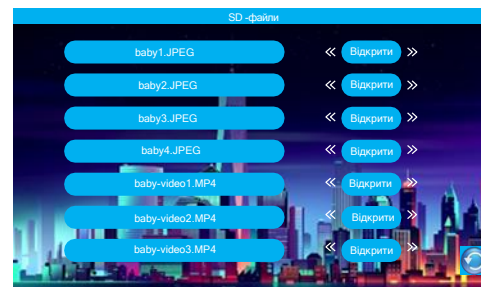 SD -файли
baby1.JPEG « Відкрити »
baby2.JPEG « Відкрити »
baby3.JPEG « Відкрити »
baby4.JPEG « Відкрити »
baby-video1.MP4 « Відкрити »
baby-video2.MP4 « Відкрити »
baby-video3.MP4 « Відкрити »